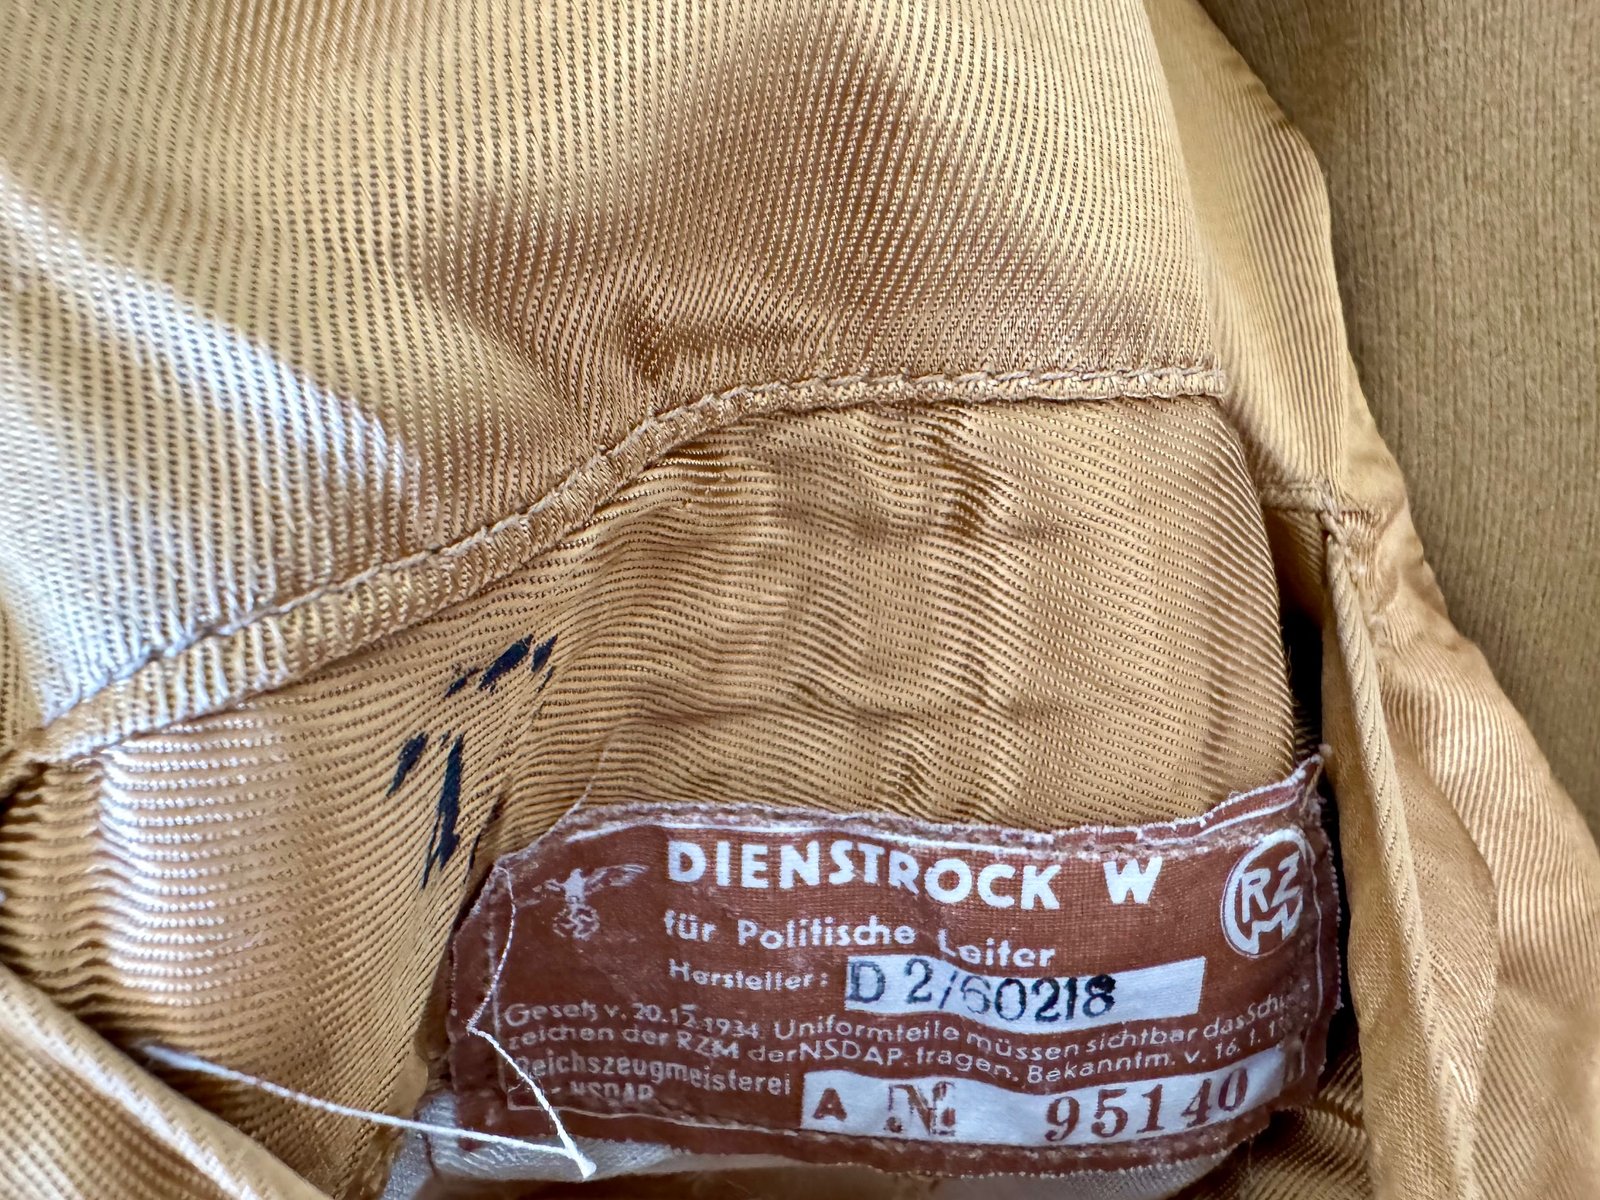 DIENSTROCK W
RZM
für Politische Leiter
Hersteller: D 2/60218
Gesetz v. 20.12.1934. Uniformteile müssen sichtbar das Schutz-
zeichen der RZM der NSDAP. tragen. Bekanntm. v. 16. 1.
Reichszeugmeisterei
NSDAP
A № 95140